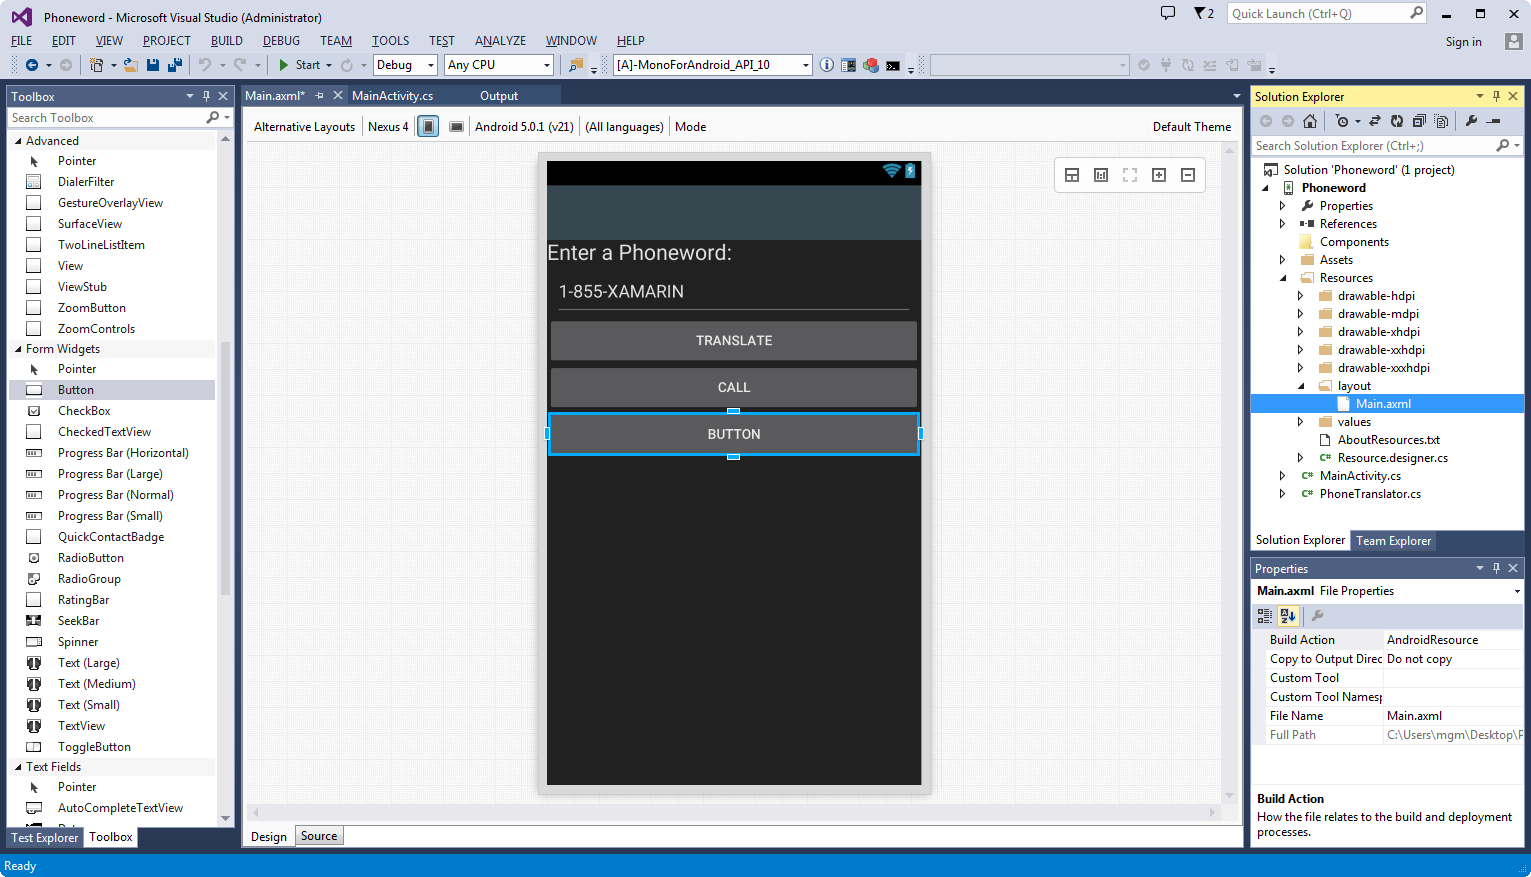 Phoneword - Microsoft Visual Studio (Administrator)
2
Quick Launch (Ctrl+Q)
FILE EDIT VIEW PROJECT BUILD DEBUG TEAM TOOLS TEST ANALYZE WINDOW HELP
Sign in
Start Debug Any CPU [A]-MonoForAndroid_API_10
Toolbox
Search Toolbox
Advanced
Pointer
DialerFilter
GestureOverlayView
SurfaceView
TwoLineListItem
View
ViewStub
ZoomButton
ZoomControls
Form Widgets
Pointer
Button
CheckBox
CheckedTextView
Progress Bar (Horizontal)
Progress Bar (Large)
Progress Bar (Normal)
Progress Bar (Small)
QuickContactBadge
RadioButton
RadioGroup
RatingBar
SeekBar
Spinner
Text (Large)
Text (Medium)
Text (Small)
TextView
ToggleButton
Text Fields
Pointer
AutoCompleteTextView
Test Explorer Toolbox
Main.axml* MainActivity.cs Output
Alternative Layouts Nexus 4 Android 5.0.1 (v21) (All languages) Mode Default Theme
Enter a Phoneword:
1-855-XAMARIN
TRANSLATE
CALL
BUTTON
Design Source
Solution Explorer
Search Solution Explorer (Ctrl+;)
Solution 'Phoneword' (1 project)
Phoneword
Properties
References
Components
Assets
Resources
drawable-hdpi
drawable-mdpi
drawable-xhdpi
drawable-xxhdpi
drawable-xxxhdpi
layout
Main.axml
values
AboutResources.txt
C# Resource.designer.cs
C# MainActivity.cs
C# PhoneTranslator.cs
Solution Explorer Team Explorer
Properties
Main.axml File Properties
Build Action AndroidResource
Copy to Output Direc Do not copy
Custom Tool
Custom Tool Namesp
File Name Main.axml
Full Path C:\Users\mgm\Desktop\P
Build Action
How the file relates to the build and deployment
processes.
Ready